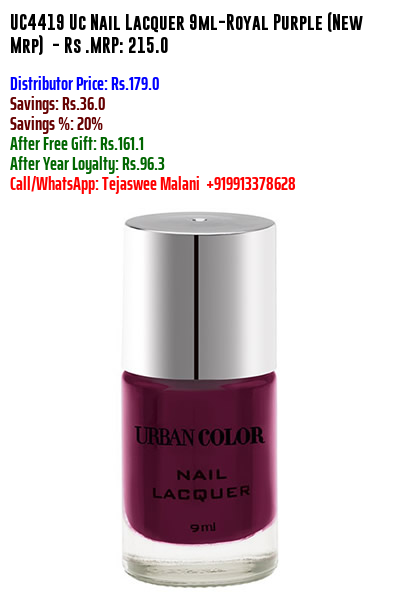 UC4419 Uc Nail Lacquer 9ml-Royal Purple (New
Mrp) - Rs .MRP: 215.0
Distributor Price: Rs.179.0
Savings: Rs.36.0
Savings %: 20%
After Free Gift: Rs.161.1
After Year Loyalty: Rs.96.3
Call/WhatsApp: Tejaswee Malani +919913378628
URBAN COLOR
NAIL
LACQUER
9ml